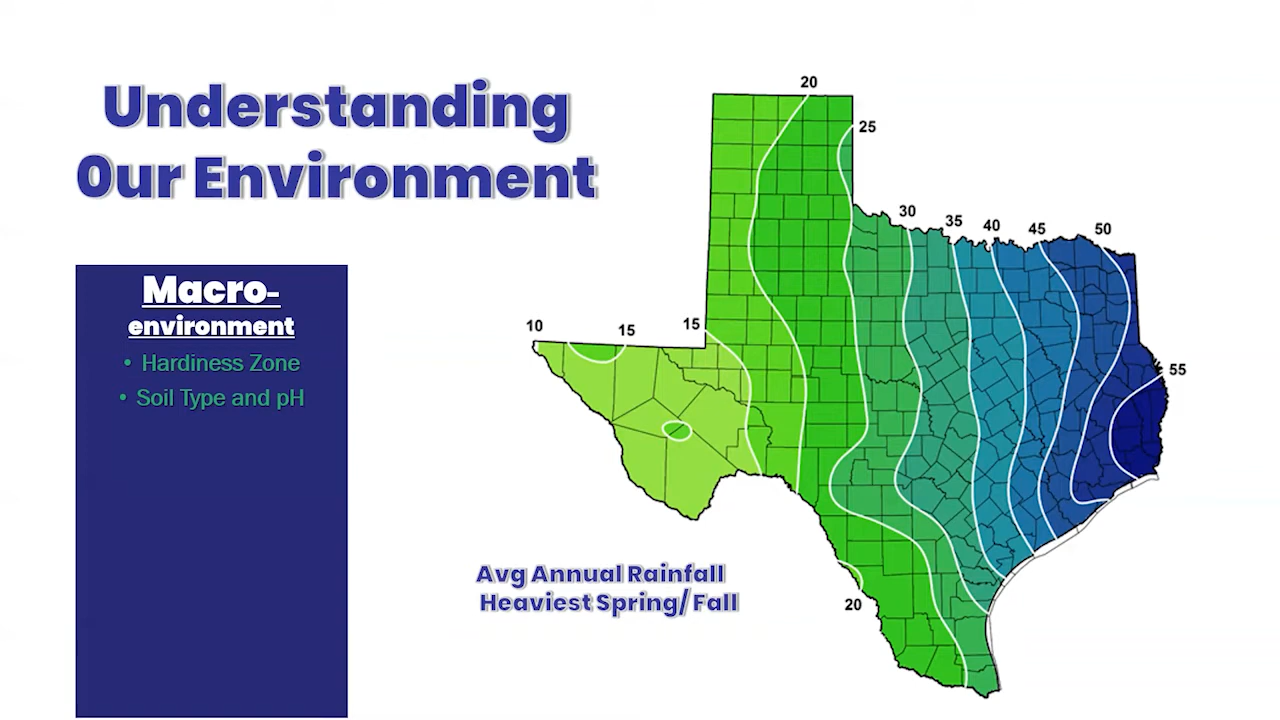 Understanding
Our Environment
Macro-
environment
• Hardiness Zone
• Soil Type and pH
20
25
30
35
40
45
50
10
15
15
55
Avg Annual Rainfall
Heaviest Spring/ Fall
20